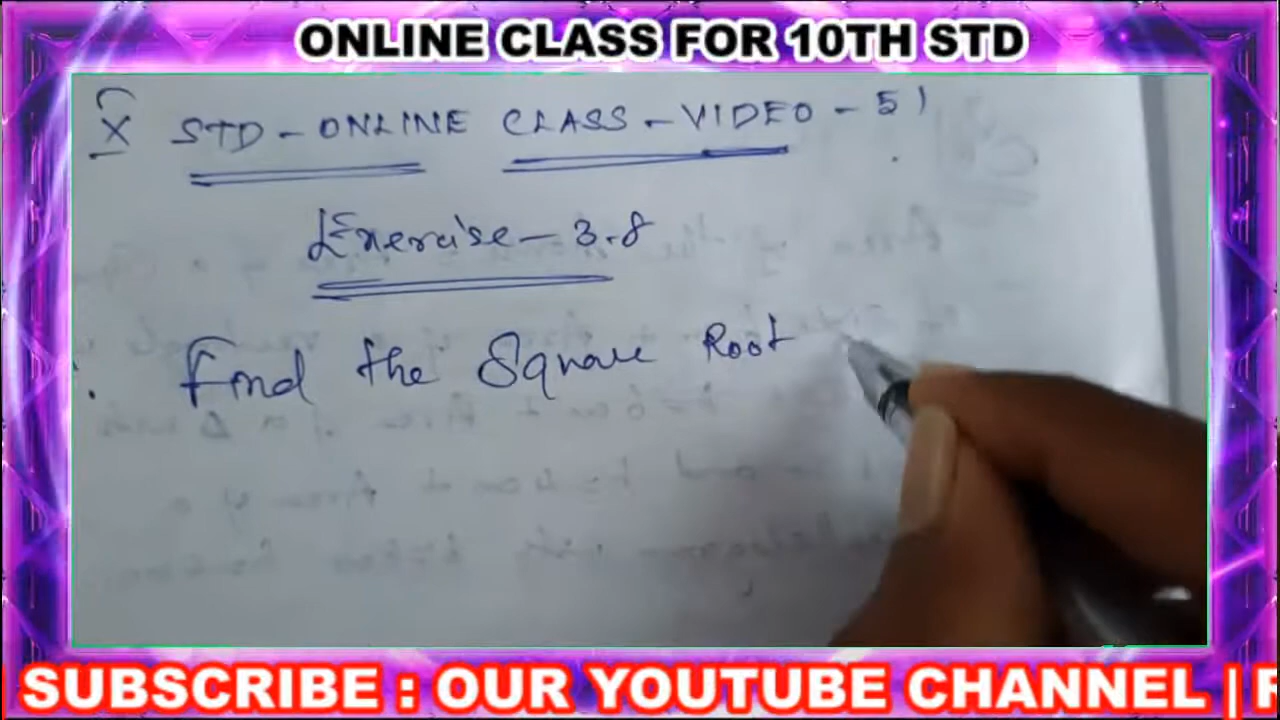 ONLINE CLASS FOR 10TH STD
X STD - ONLINE CLASS - VIDEO - 51
Exercise - 3.8
Find the Square Root
SUBSCRIBE : OUR YOUTUBE CHANNEL |